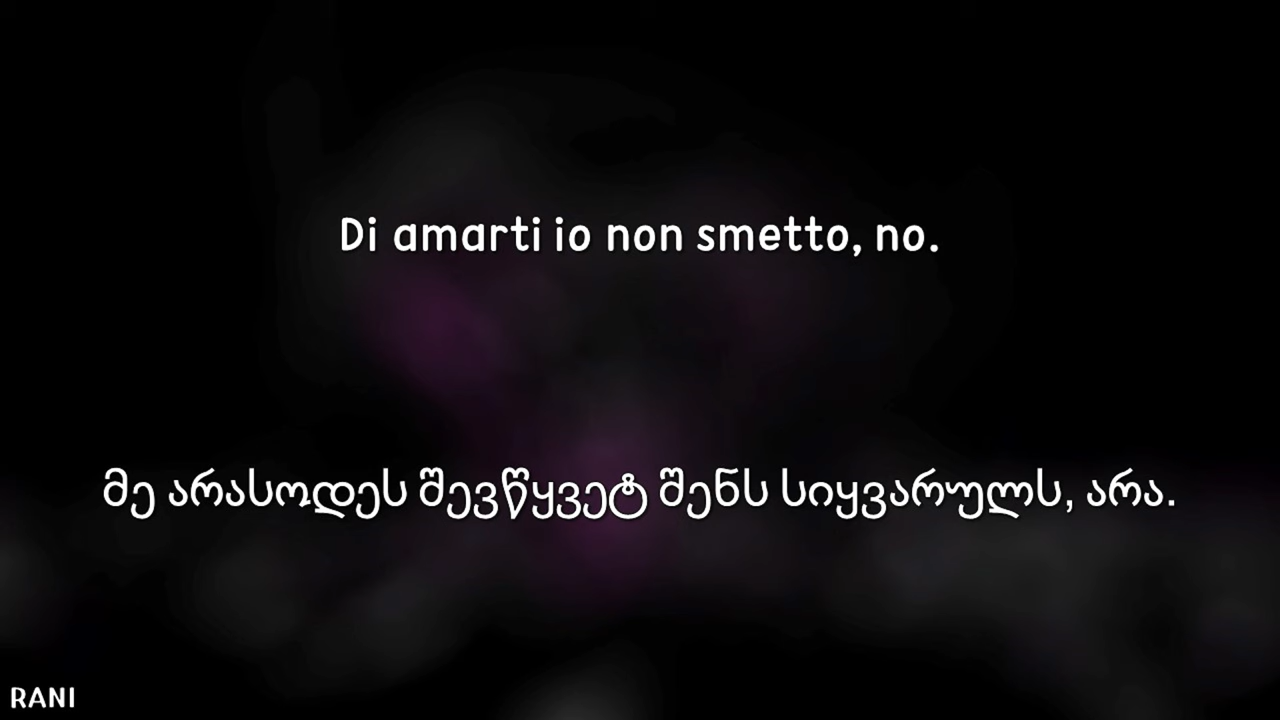 Di amarti io non smetto, no.
მე არასოდეს შევწყვეტ შენს სიყვარულს, არა.
RANI